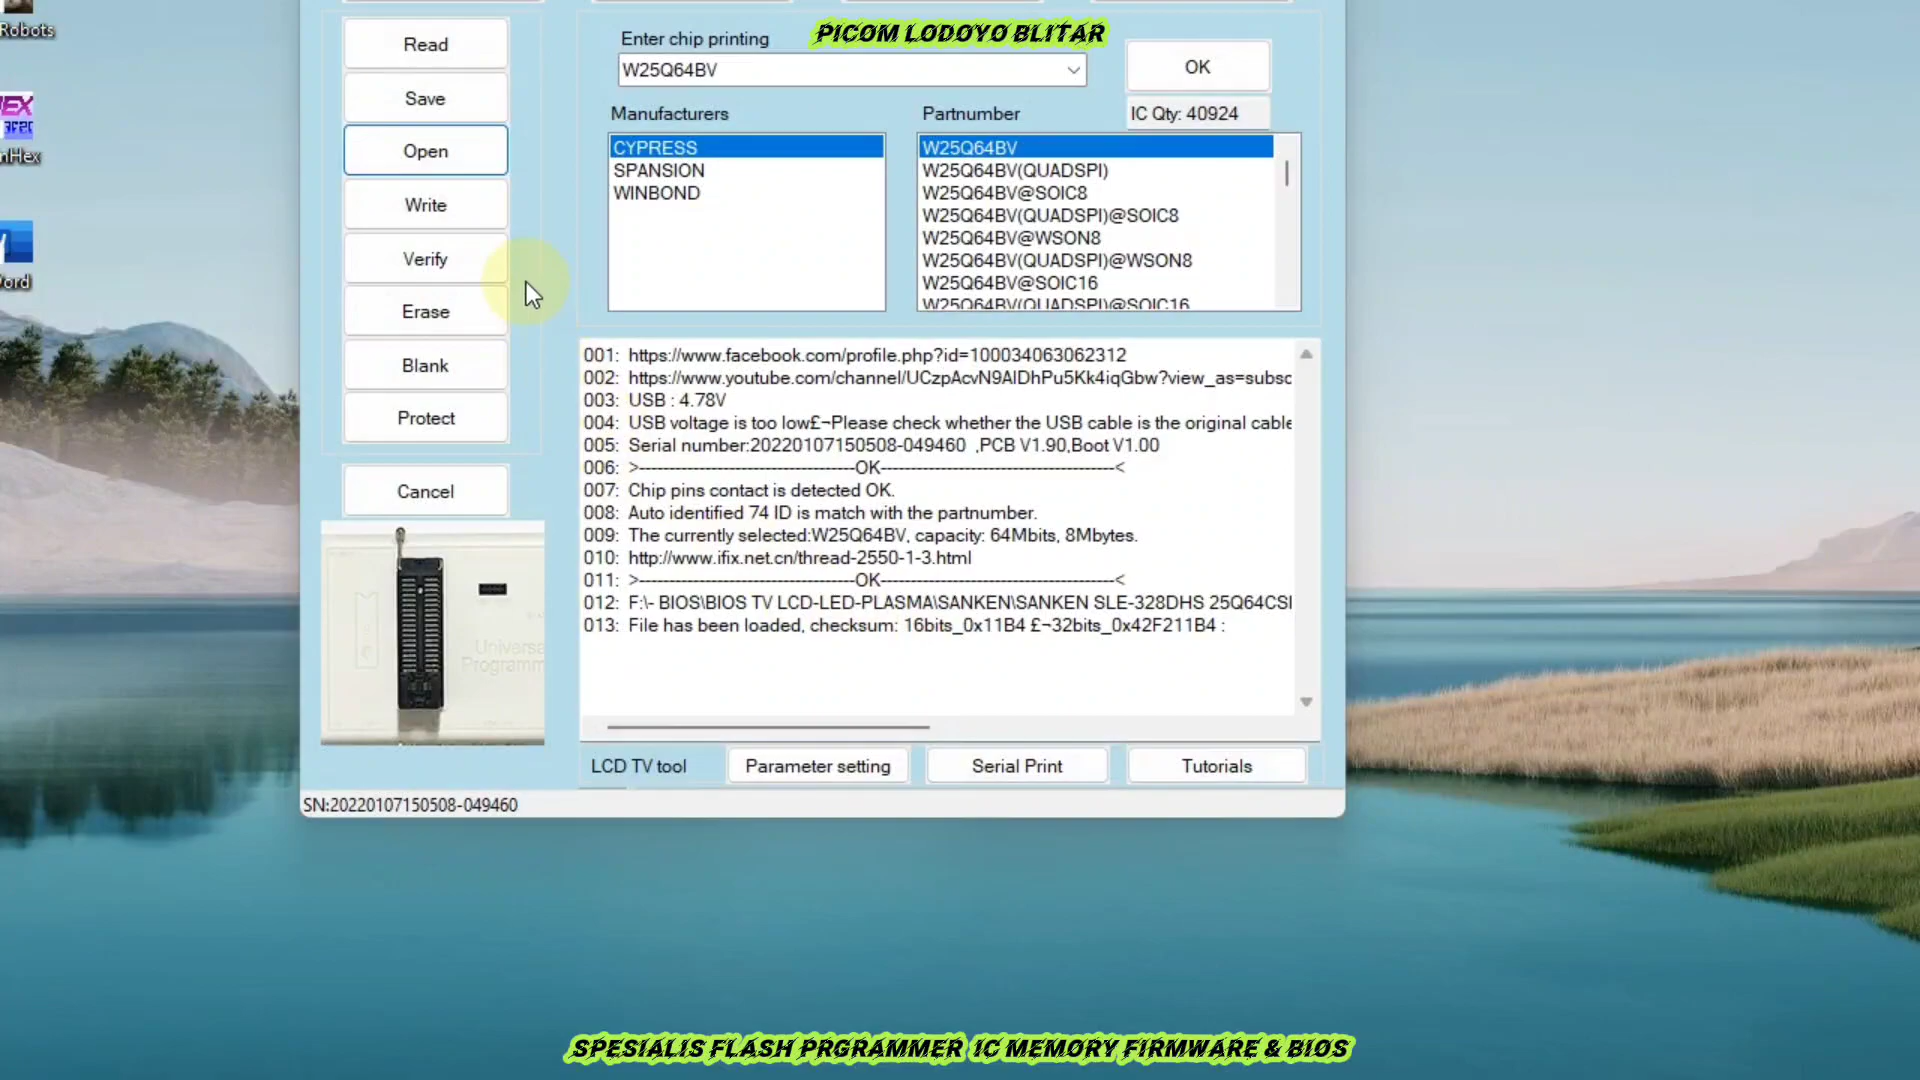 Robots
nHex
ord
PICOM LODOYO BLITAR
Read
Save
Open
Write
Verify
Erase
Blank
Protect
Cancel
Enter chip printing
W25Q64BV
OK
IC Qty: 40924
Manufacturers
CYPRESS
SPANSION
WINBOND
Partnumber
W25Q64BV
W25Q64BV(QUADSPI)
W25Q64BV@SOIC8
W25Q64BV(QUADSPI)@SOIC8
W25Q64BV@WSON8
W25Q64BV(QUADSPI)@WSON8
W25Q64BV@SOIC16
W25Q64BV(QUADSPI)@SOIC16
001: https://www.facebook.com/profile.php?id=100034063062312
002: https://www.youtube.com/channel/UCzpAcvN9AlDhPu5Kk4iqGbw?view_as=subsc
003: USB : 4.78V
004: USB voltage is too low£¬Please check whether the USB cable is the original cable
005: Serial number:20220107150508-049460 ,PCB V1.90,Boot V1.00
006: >------------------------------------OK---------------------------------------<
007: Chip pins contact is detected OK.
008: Auto identified 74 ID is match with the partnumber.
009: The currently selected:W25Q64BV, capacity: 64Mbits, 8Mbytes.
010: http://www.ifix.net.cn/thread-2550-1-3.html
011: >------------------------------------OK---------------------------------------<
012: F:\- BIOS\BIOS TV LCD-LED-PLASMA\SANKEN\SANKEN SLE-328DHS 25Q64CSI
013: File has been loaded, checksum: 16bits_0x11B4 £¬32bits_0x42F211B4 :
Universa
Programm
LCD TV tool
Parameter setting
Serial Print
Tutorials
SN:20220107150508-049460
SPESIALIS FLASH PRGRAMMER IC MEMORY FIRMWARE & BIOS